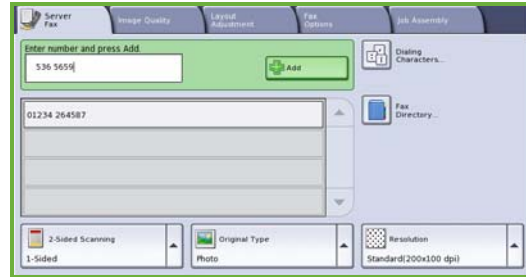 Server
Fax
Image Quality
Layout
Adjustment
Fax
Options
Job Assembly
Enter number and press Add.
536 5659
Add
Dialing
Characters...
01234 264587
Fax
Directory...
2-Sided Scanning
1-Sided
Original Type
Photo
Resolution
Standard(200x100 dpi)